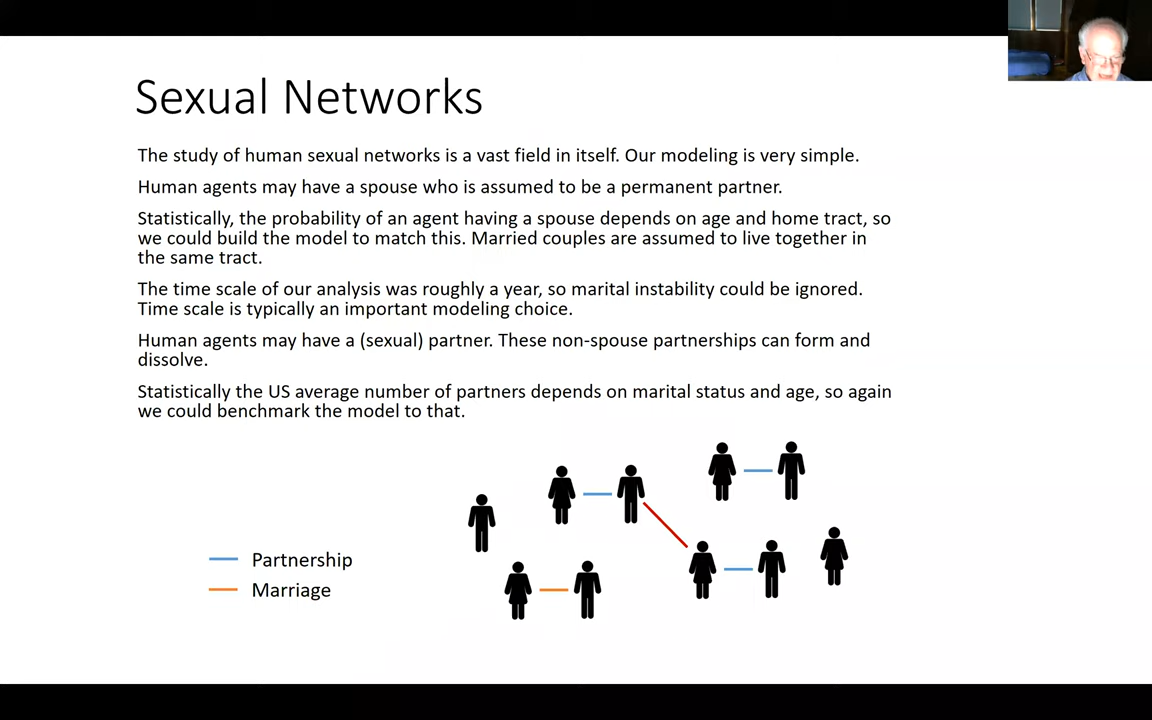 Sexual Networks
The study of human sexual networks is a vast field in itself. Our modeling is very simple.
Human agents may have a spouse who is assumed to be a permanent partner.
Statistically, the probability of an agent having a spouse depends on age and home tract, so
we could build the model to match this. Married couples are assumed to live together in
the same tract.
The time scale of our analysis was roughly a year, so marital instability could be ignored.
Time scale is typically an important modeling choice.
Human agents may have a (sexual) partner. These non-spouse partnerships can form and
dissolve.
Statistically the US average number of partners depends on marital status and age, so again
we could benchmark the model to that.
Partnership
Marriage